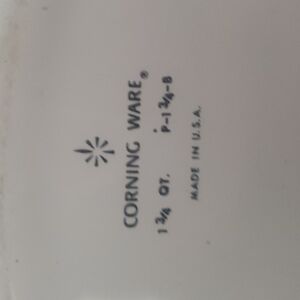 CORNING WARE®
1 3/4 QT. P-1 3/4-B
MADE IN U.S.A.